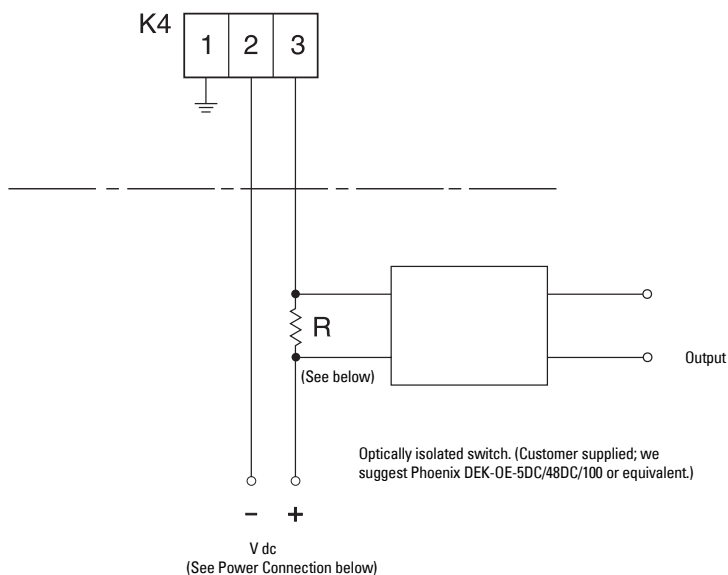 K4
1 2 3
R
(See below)
Output
Optically isolated switch. (Customer supplied; we
suggest Phoenix DEK-OE-5DC/48DC/100 or equivalent.)
– +
V dc
(See Power Connection below)